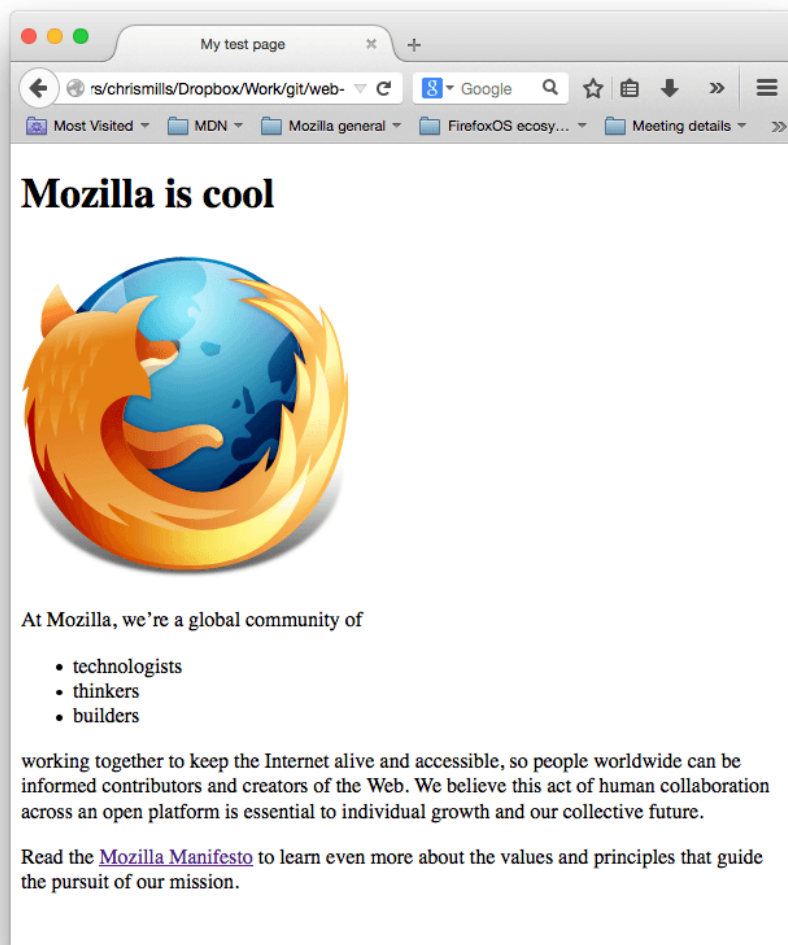 My test page
rs/chrismills/Dropbox/Work/git/web-
Google
Most Visited
MDN
Mozilla general
FirefoxOS ecosy...
Meeting details
Mozilla is cool
At Mozilla, we’re a global community of
technologists
thinkers
builders
working together to keep the Internet alive and accessible, so people worldwide can be
informed contributors and creators of the Web. We believe this act of human collaboration
across an open platform is essential to individual growth and our collective future.
Read the Mozilla Manifesto to learn even more about the values and principles that guide
the pursuit of our mission.